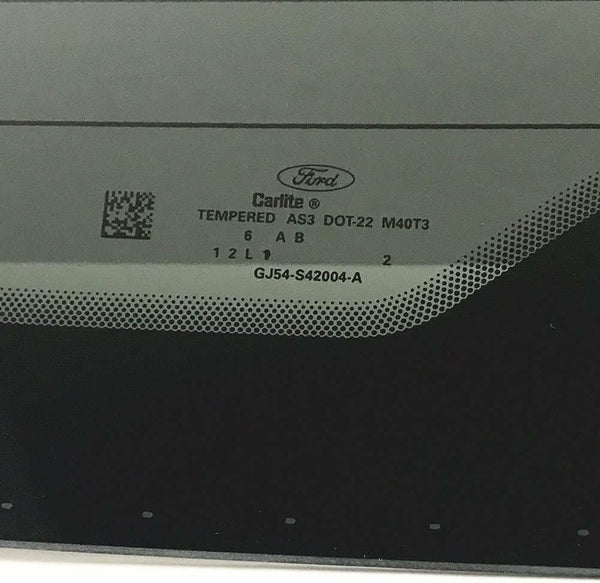 Ford
Carlite ®
TEMPERED AS3 DOT-22 M40T3
6 A B
1 2 L 2
GJ54-S42004-A